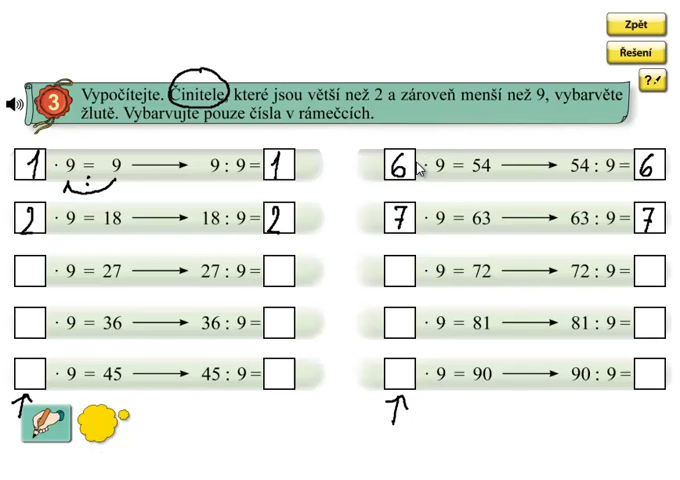 Zpět
Řešení
?
3
Vypočítejte. Činitele, které jsou větší než 2 a zároveň menší než 9, vybarvěte
žlutě. Vybarvujte pouze čísla v rámečcích.
1 · 9 = 9 → 9 : 9 = 1
6 · 9 = 54 → 54 : 9 = 6
:
2 · 9 = 18 → 18 : 9 = 2
7 · 9 = 63 → 63 : 9 = 7
· 9 = 27 → 27 : 9 =
· 9 = 72 → 72 : 9 =
· 9 = 36 → 36 : 9 =
· 9 = 81 → 81 : 9 =
· 9 = 45 → 45 : 9 =
· 9 = 90 → 90 : 9 =